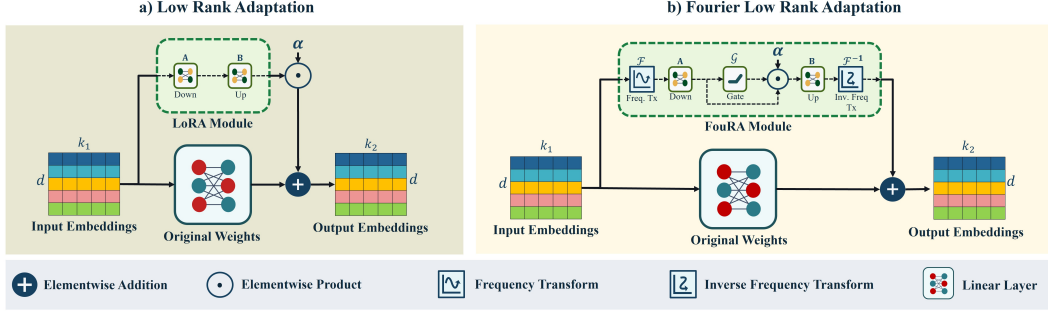 a) Low Rank Adaptation
A
B
α
Down
Up
LoRA Module
k₁
d
Input Embeddings
Original Weights
k₂
d
Output Embeddings
b) Fourier Low Rank Adaptation
ℱ
A
𝒢
α
B
ℱ⁻¹
Freq. Tx
Down
Gate
Up
Inv. Freq
Tx
FouRA Module
k₁
d
Input Embeddings
Original Weights
k₂
d
Output Embeddings
Elementwise Addition
Elementwise Product
Frequency Transform
Inverse Frequency Transform
Linear Layer